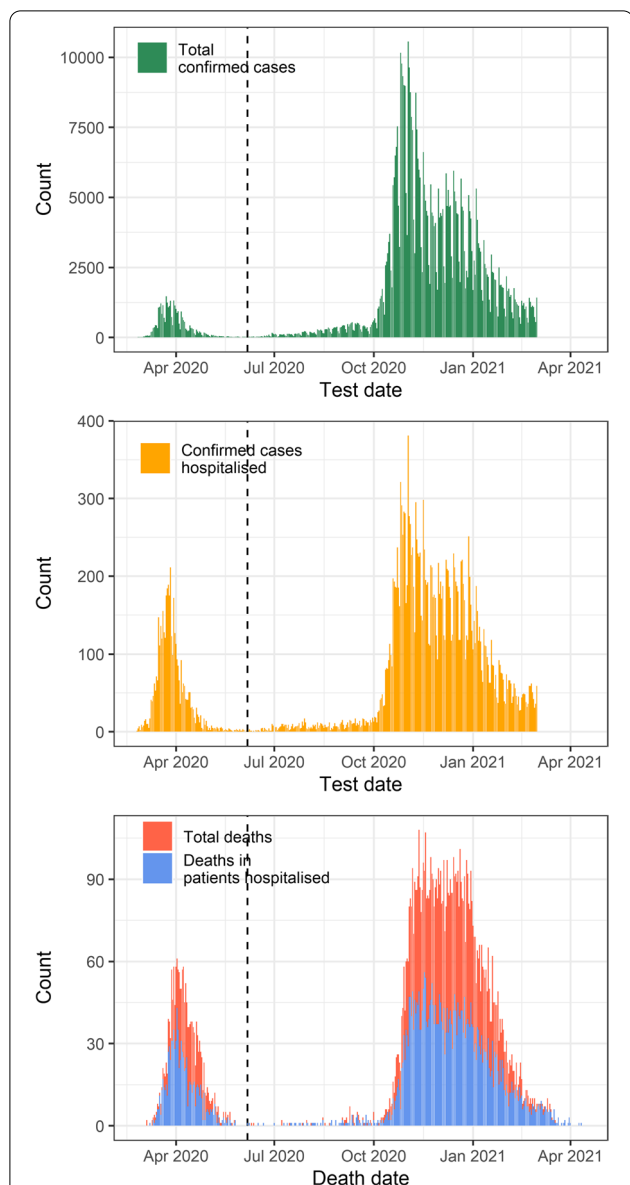 Total
confirmed cases
10000
7500
5000
2500
0
Count
Apr 2020 Jul 2020 Oct 2020 Jan 2021 Apr 2021
Test date
Confirmed cases
hospitalised
400
300
200
100
0
Count
Apr 2020 Jul 2020 Oct 2020 Jan 2021 Apr 2021
Test date
Total deaths
Deaths in
patients hospitalised
90
60
30
0
Count
Apr 2020 Jul 2020 Oct 2020 Jan 2021 Apr 2021
Death date